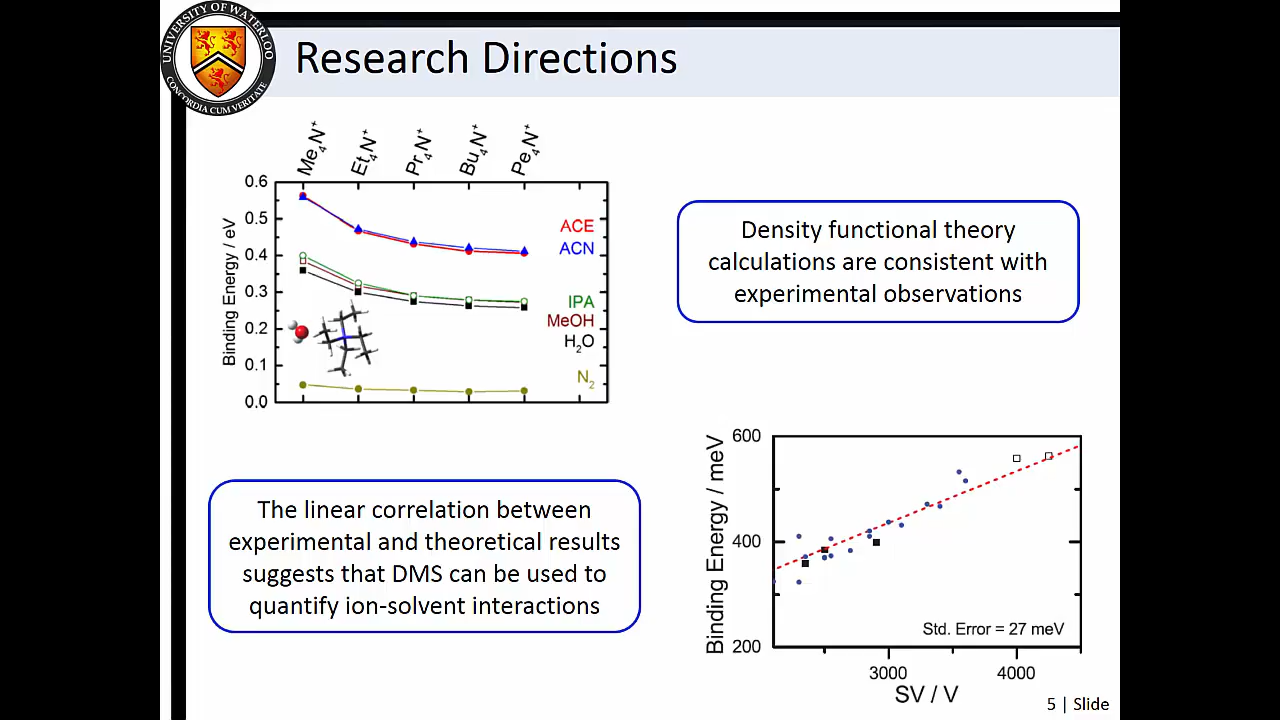 UNIVERSITY OF WATERLOO
CONCORDIA CUM VERITATE
Research Directions
Me₄N⁺ Et₄N⁺ Pr₄N⁺ Bu₄N⁺ Pe₄N⁺
Binding Energy / eV
0.6
0.5
0.4
0.3
0.2
0.1
0.0
ACE
ACN
IPA
MeOH
H₂O
N₂
Density functional theory
calculations are consistent with
experimental observations
The linear correlation between
experimental and theoretical results
suggests that DMS can be used to
quantify ion-solvent interactions
Binding Energy / meV
600
400
200
Std. Error = 27 meV
3000 4000
SV / V
5 | Slide